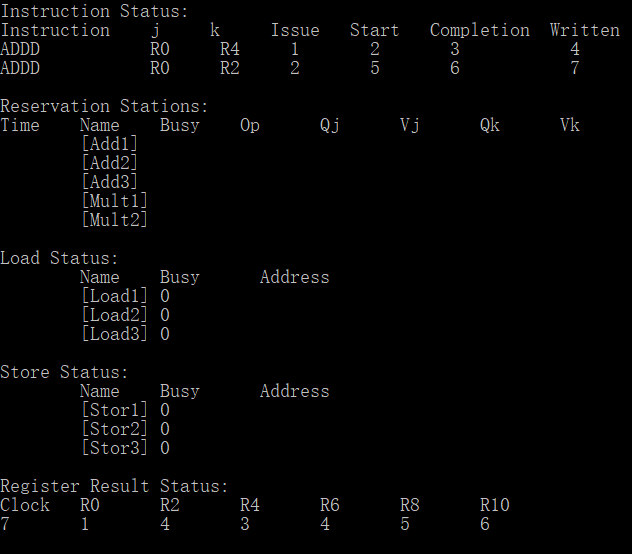 Instruction Status:
Instruction j k Issue Start Completion Written
ADDD R0 R4 1 2 3 4
ADDD R0 R2 2 5 6 7
Reservation Stations:
Time Name Busy Op Qj Vj Qk Vk
[Add1]
[Add2]
[Add3]
[Mult1]
[Mult2]
Load Status:
Name Busy Address
[Load1] 0
[Load2] 0
[Load3] 0
Store Status:
Name Busy Address
[Stor1] 0
[Stor2] 0
[Stor3] 0
Register Result Status:
Clock R0 R2 R4 R6 R8 R10
7 1 4 3 4 5 6